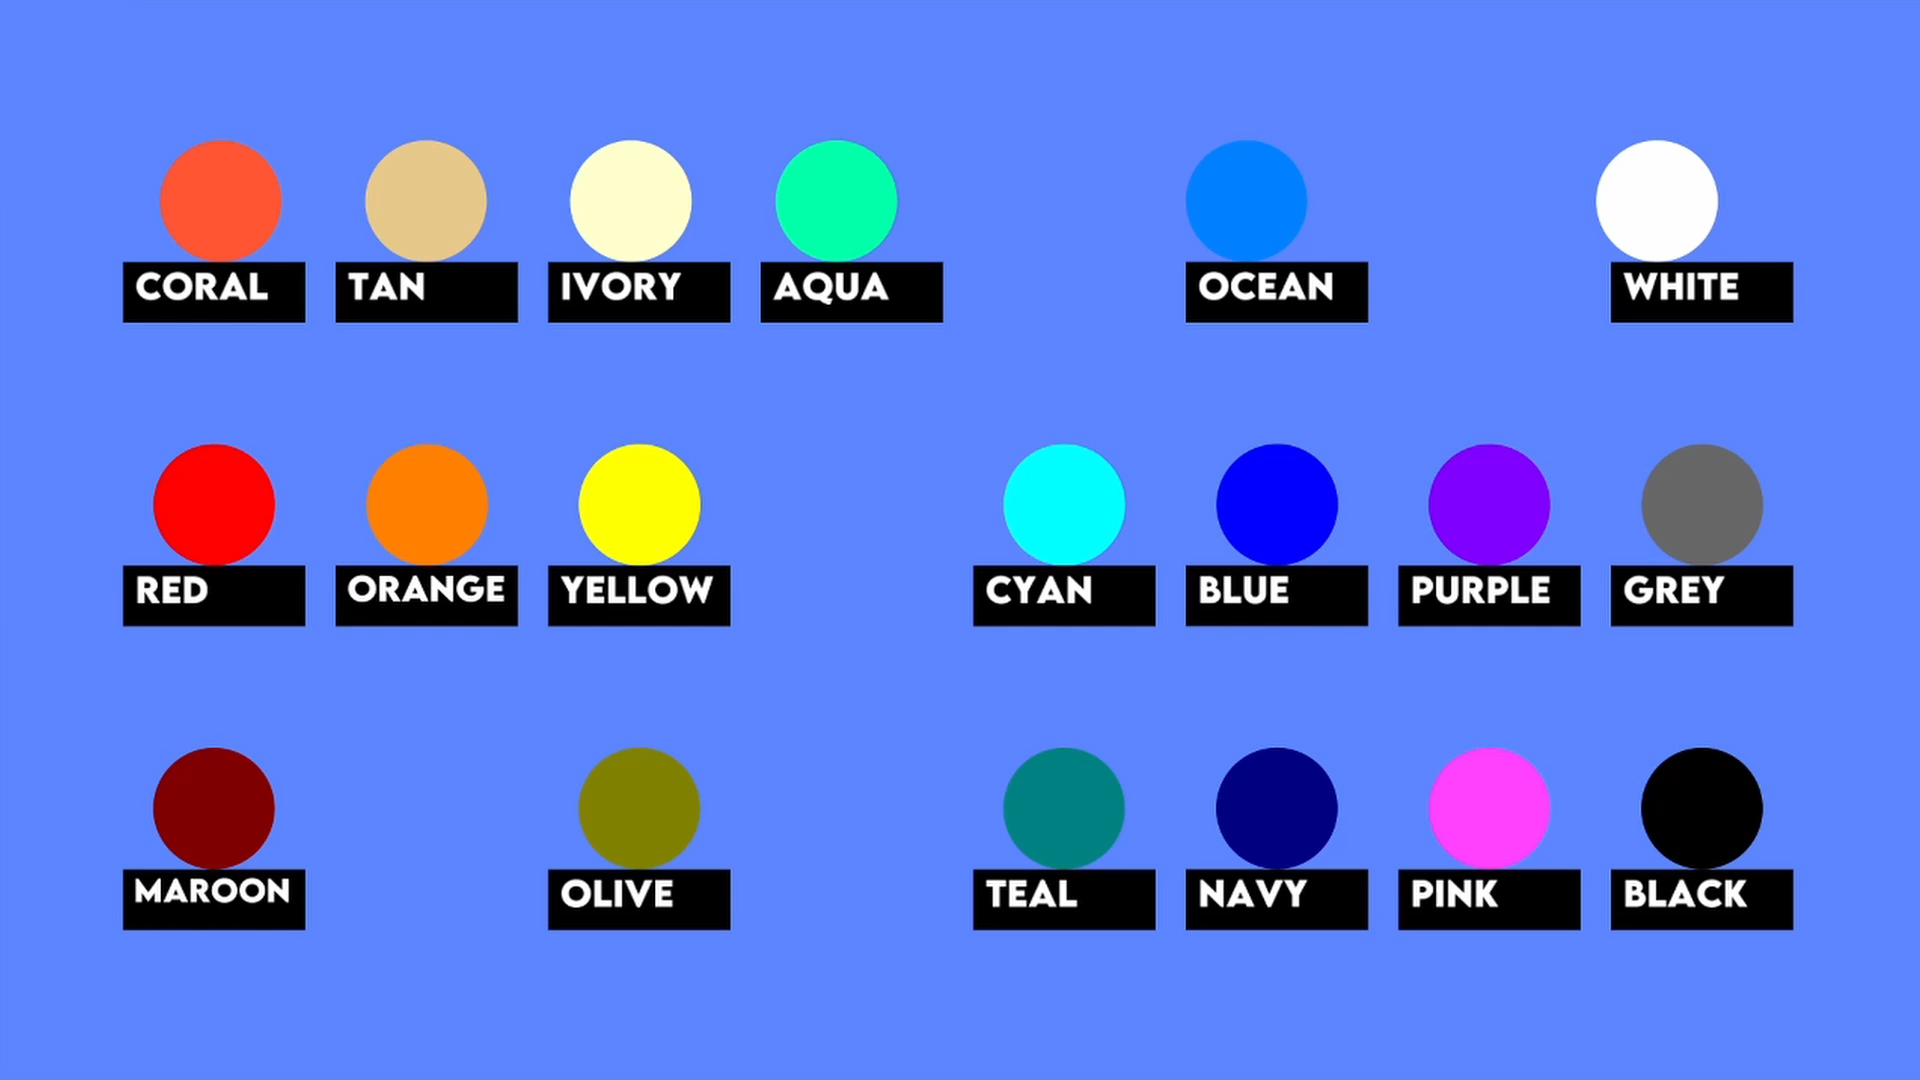 CORAL
TAN
IVORY
AQUA
OCEAN
WHITE
RED
ORANGE
YELLOW
CYAN
BLUE
PURPLE
GREY
MAROON
OLIVE
TEAL
NAVY
PINK
BLACK